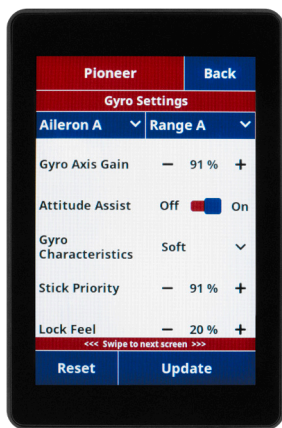 Pioneer Back
Gyro Settings
Aileron A Range A
Gyro Axis Gain − 91 % +
Attitude Assist Off On
Gyro
Characteristics Soft
Stick Priority − 91 % +
Lock Feel − 20 % +
<<< Swipe to next screen >>>
Reset Update